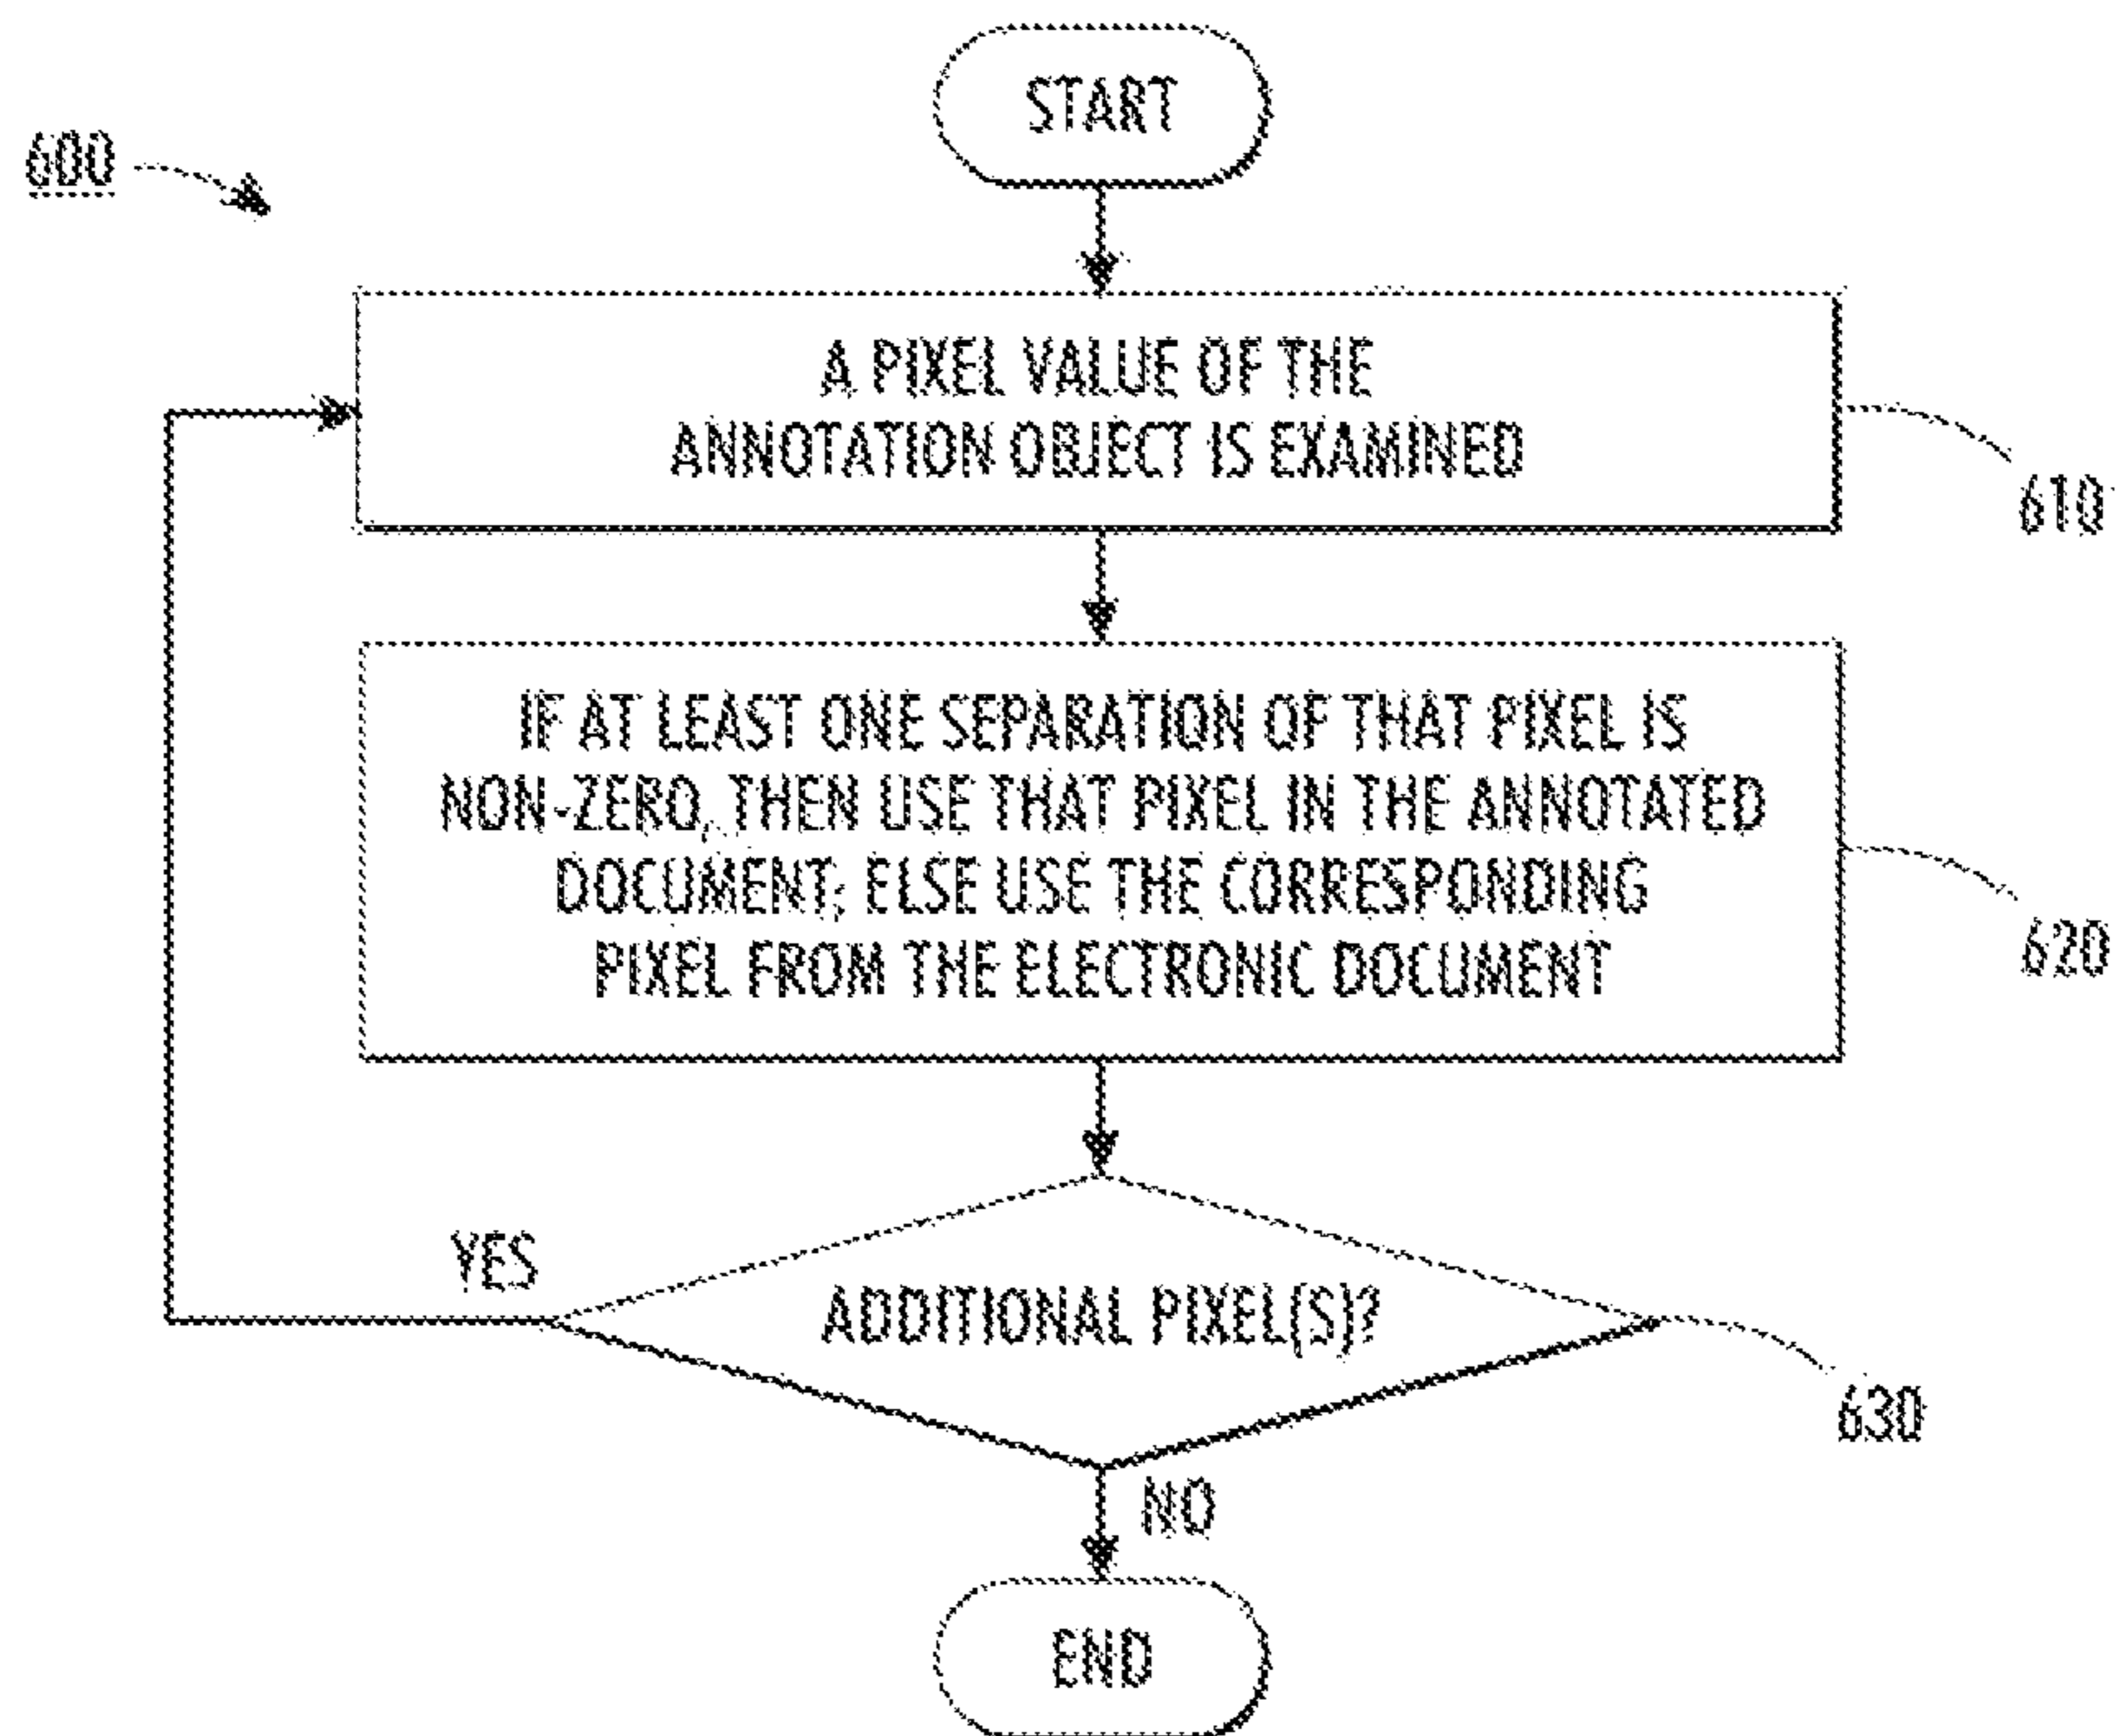 START
600
A PIXEL VALUE OF THE
ANNOTATION OBJECT IS EXAMINED
610
IF AT LEAST ONE SEPARATION OF THAT PIXEL IS
NON-ZERO, THEN USE THAT PIXEL IN THE ANNOTATED
DOCUMENT; ELSE USE THE CORRESPONDING
PIXEL FROM THE ELECTRONIC DOCUMENT
620
YES
ADDITIONAL PIXEL(S)?
630
NO
END